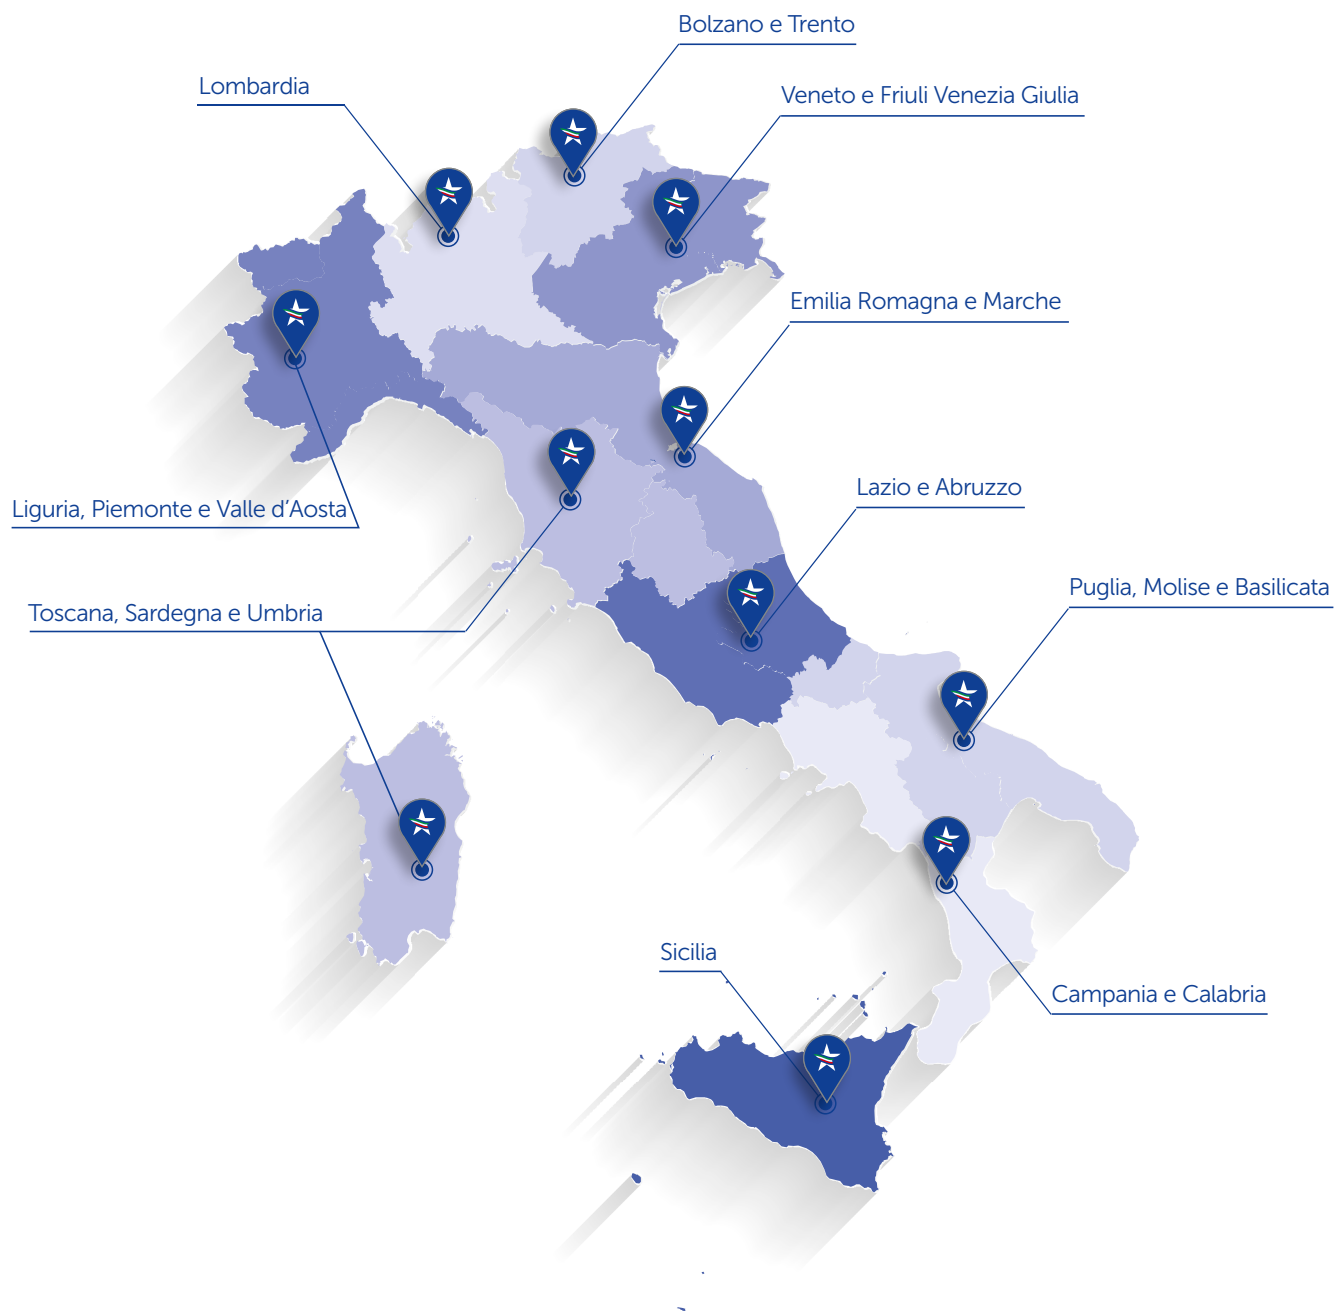 Bolzano e Trento
Lombardia
Veneto e Friuli Venezia Giulia
Emilia Romagna e Marche
Lazio e Abruzzo
Liguria, Piemonte e Valle d’Aosta
Puglia, Molise e Basilicata
Toscana, Sardegna e Umbria
Sicilia
Campania e Calabria